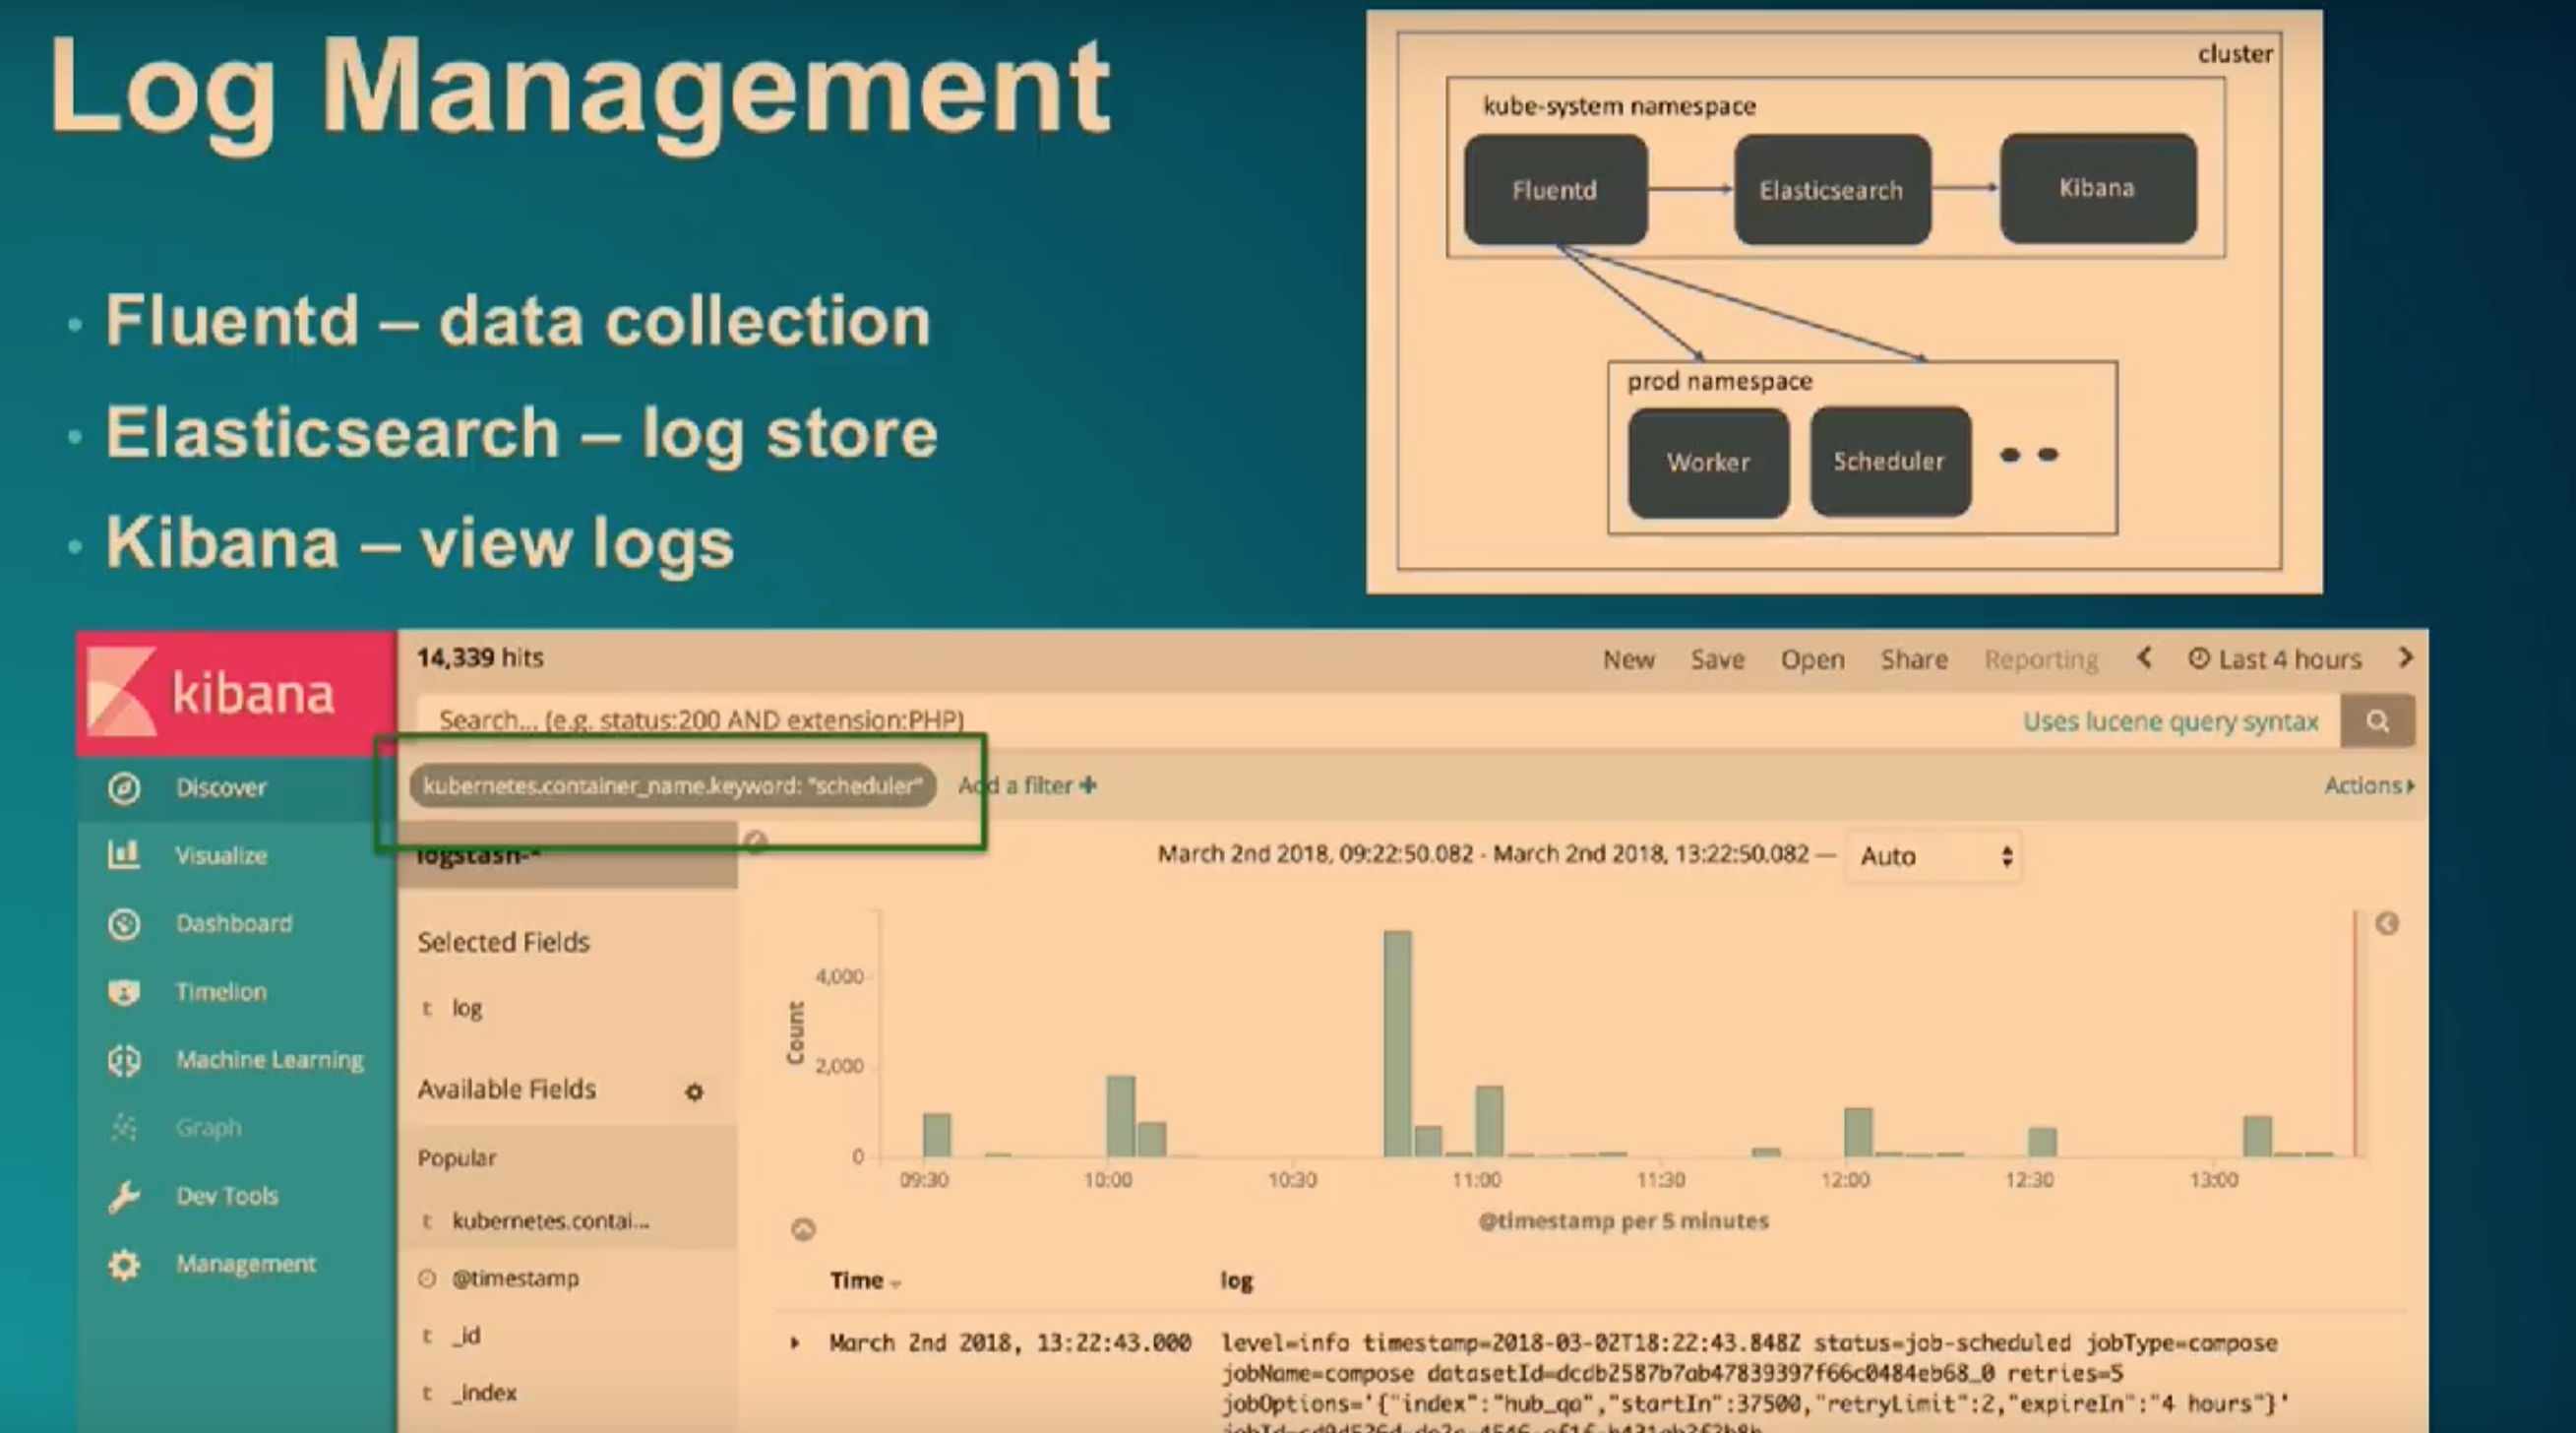 Log Management
• Fluentd – data collection
• Elasticsearch – log store
• Kibana – view logs
cluster
kube-system namespace
Fluentd
Elasticsearch
Kibana
prod namespace
Worker
Scheduler
kibana
Discover
Visualize
Dashboard
Timelion
Machine Learning
Graph
Dev Tools
Management
14,339 hits
New Save Open Share Reporting Last 4 hours
Search... (e.g. status:200 AND extension:PHP)
Uses lucene query syntax
kubernetes.container_name.keyword: "scheduler"
Add a filter +
Actions
logstash-*
Selected Fields
t log
Available Fields
Popular
t kubernetes.contai...
@timestamp
t _id
t _index
March 2nd 2018, 09:22:50.082 - March 2nd 2018, 13:22:50.082 — Auto
Count
4,000
2,000
0
09:30 10:00 10:30 11:00 11:30 12:00 12:30 13:00
@timestamp per 5 minutes
Time log
March 2nd 2018, 13:22:43.000
level=info timestamp=2018-03-02T18:22:43.848Z status=job-scheduled jobType=compose
jobName=compose datasetId=dcdb2587b7ab47839397f66c0484eb68_0 retries=5
jobOptions='{"index":"hub_qa","startIn":37500,"retryLimit":2,"expireIn":"4 hours"}'